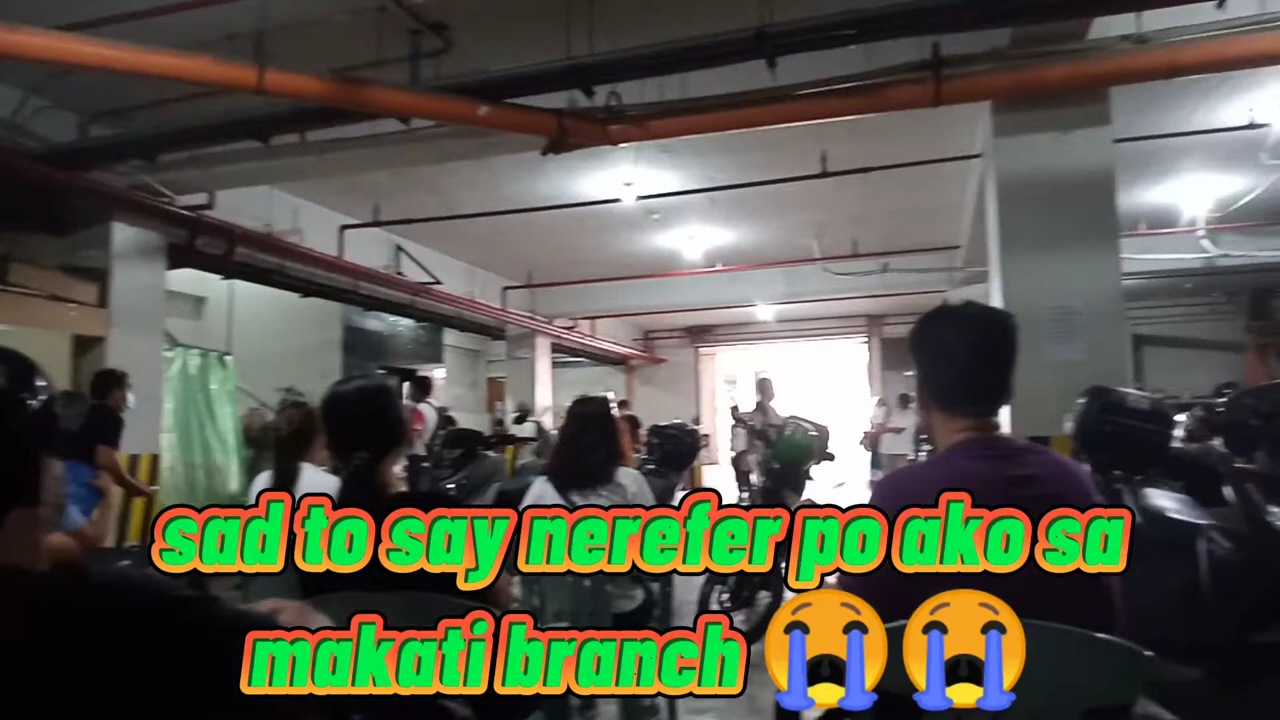 sad to say nerefer po ako sa
makati branch 😭😭